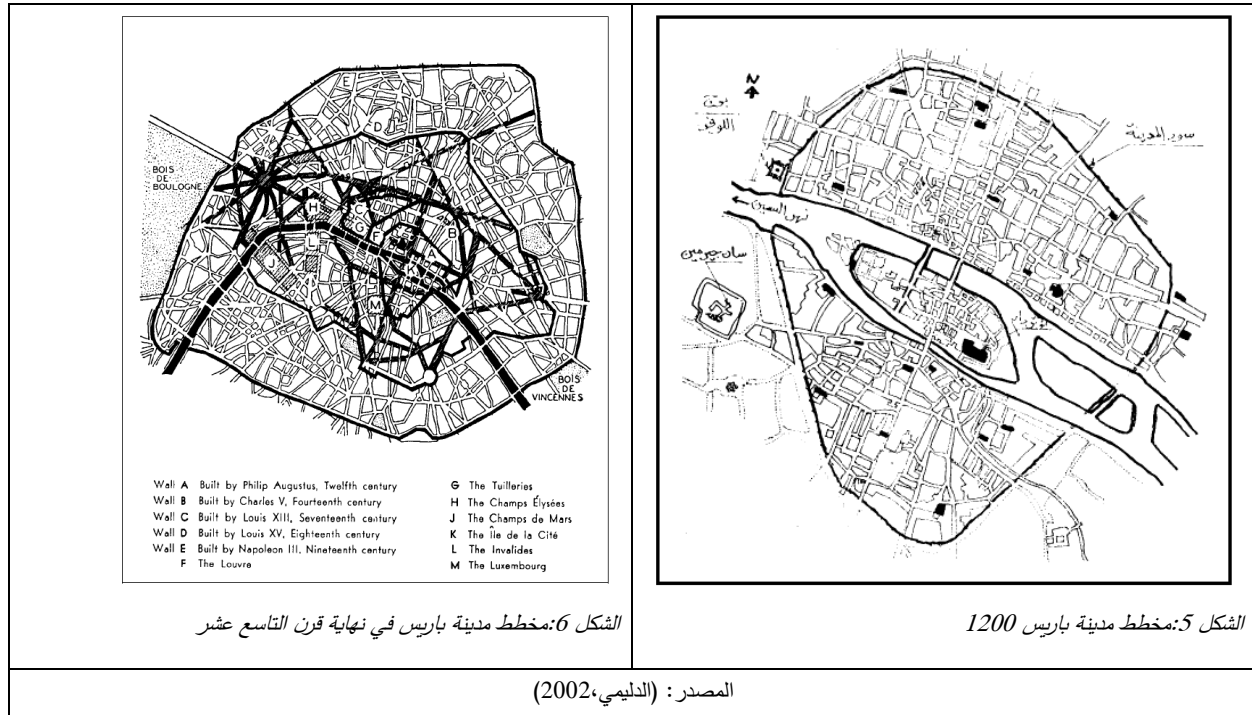 N
برج
اللوفر
سور المدينة
نهر السين
سان جيرمين
الشكل 5:مخطط مدينة باريس 1200
E
D
BOIS
DE
BOULOGNE
H
C
G
F
B
A
L
K
J
M
BOIS
DE
VINCENNES
Wall A Built by Philip Augustus, Twelfth century
Wall B Built by Charles V, Fourteenth century
Wall C Built by Louis XIII, Seventeenth century
Wall D Built by Louis XV, Eighteenth century
Wall E Built by Napoleon III, Nineteenth century
F The Louvre
G The Tuilleries
H The Champs Élysées
J The Champs de Mars
K The Île de la Cité
L The Invalides
M The Luxembourg
الشكل 6:مخطط مدينة باريس في نهاية قرن التاسع عشر
المصدر: (الدليمي،2002)